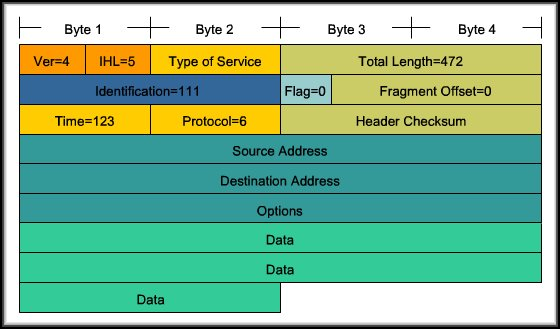 Byte 1 Byte 2 Byte 3 Byte 4
Ver=4 IHL=5 Type of Service Total Length=472
Identification=111 Flag=0 Fragment Offset=0
Time=123 Protocol=6 Header Checksum
Source Address
Destination Address
Options
Data
Data
Data